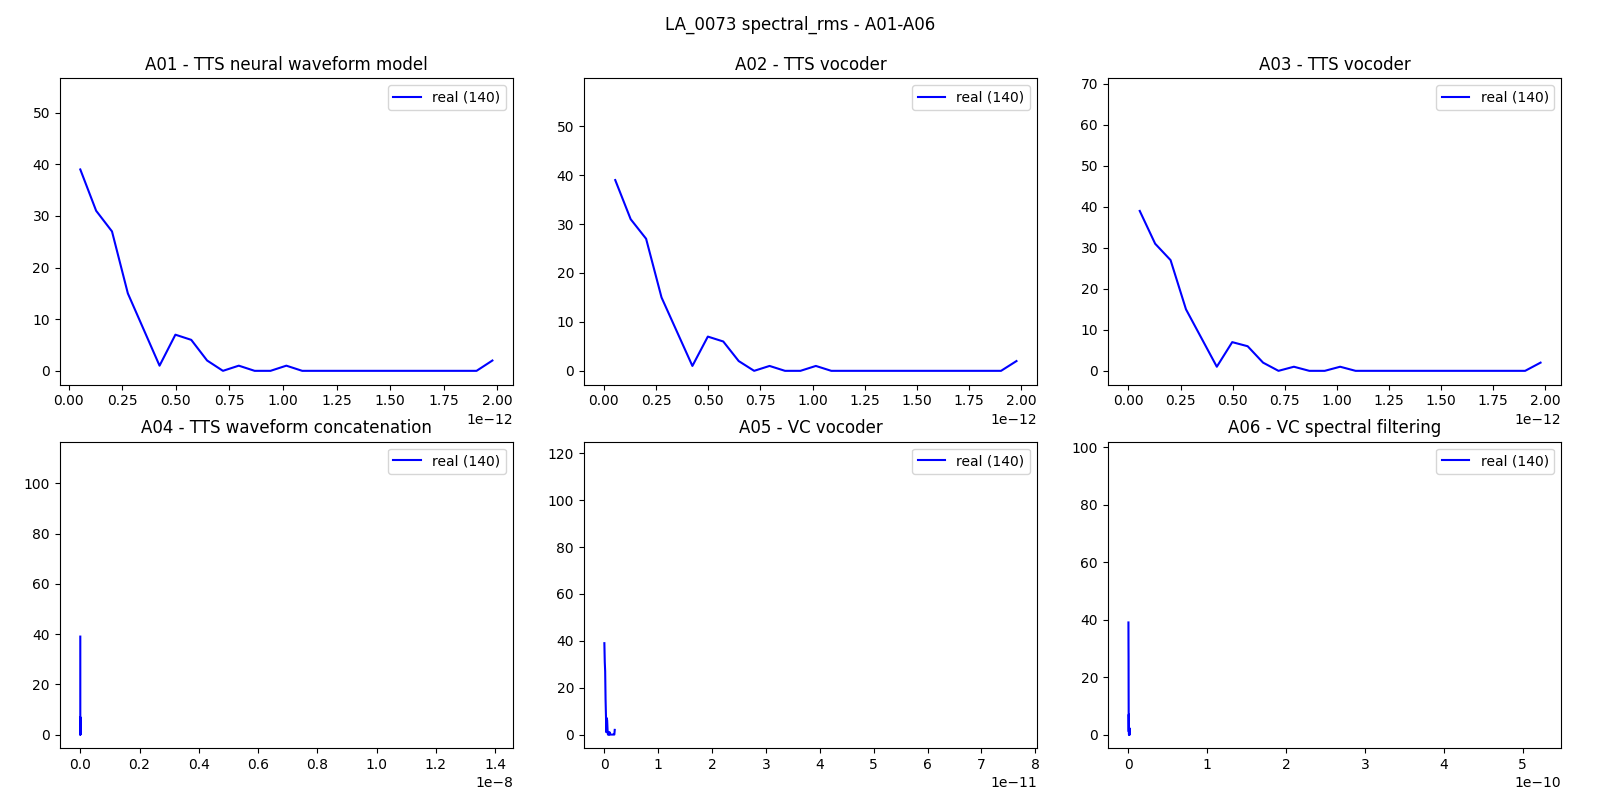 LA_0073 spectral_rms - A01-A06
A01 - TTS neural waveform model
real (140)
50
40
30
20
10
0
0.00 0.25 0.50 0.75 1.00 1.25 1.50 1.75 2.00
1e−12
A02 - TTS vocoder
real (140)
50
40
30
20
10
0
0.00 0.25 0.50 0.75 1.00 1.25 1.50 1.75 2.00
1e−12
A03 - TTS vocoder
real (140)
70
60
50
40
30
20
10
0
0.00 0.25 0.50 0.75 1.00 1.25 1.50 1.75 2.00
1e−12
A04 - TTS waveform concatenation
real (140)
100
80
60
40
20
0
0.0 0.2 0.4 0.6 0.8 1.0 1.2 1.4
1e−8
A05 - VC vocoder
real (140)
120
100
80
60
40
20
0
0 1 2 3 4 5 6 7 8
1e−11
A06 - VC spectral filtering
real (140)
100
80
60
40
20
0
0 1 2 3 4 5
1e−10